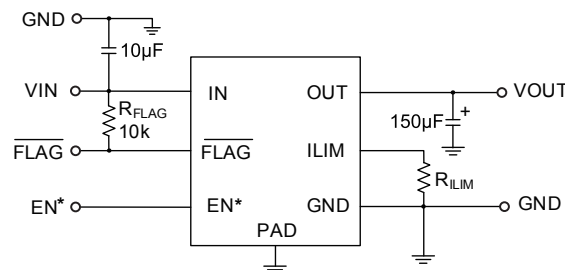 GND
10µF
VIN
IN
OUT
VOUT
RFLAG
10k
150µF
+
FLAG
FLAG
ILIM
RILIM
EN*
EN*
GND
GND
PAD